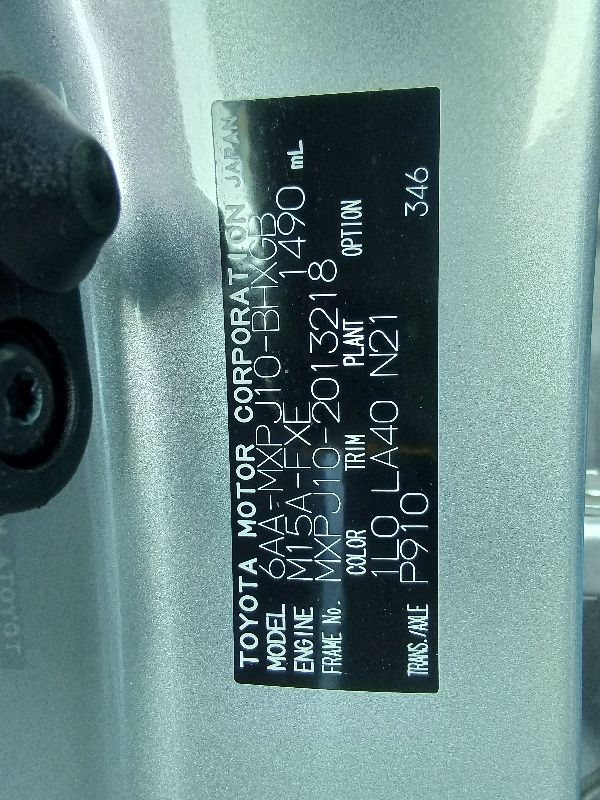 TOYOTA MOTOR CORPORATION JAPAN
MODEL 6AA-MXPJ10-BHXGB
ENGINE M15A-FXE 1490 mL
FRAME No. MXPJ10-2013218
COLOR TRIM PLANT OPTION
1L0 LA40 N21
TRANS./AXLE P910 346